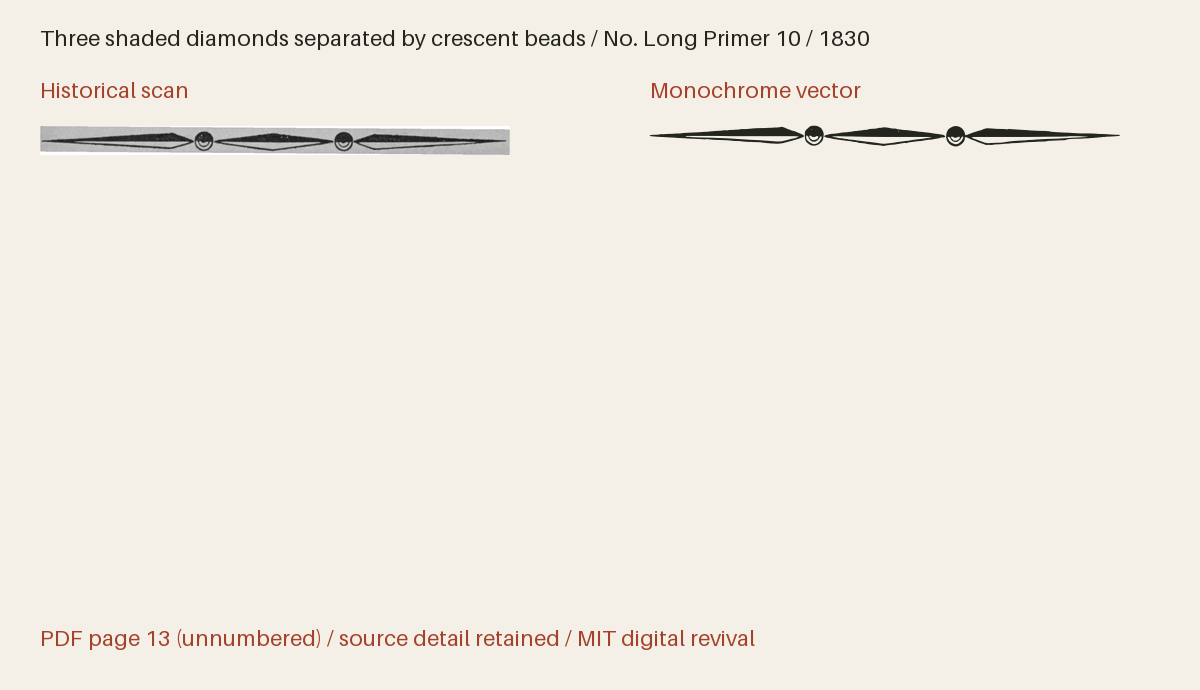 Three shaded diamonds separated by crescent beads / No. Long Primer 10 / 1830
Historical scan
Monochrome vector
PDF page 13 (unnumbered) / source detail retained / MIT digital revival